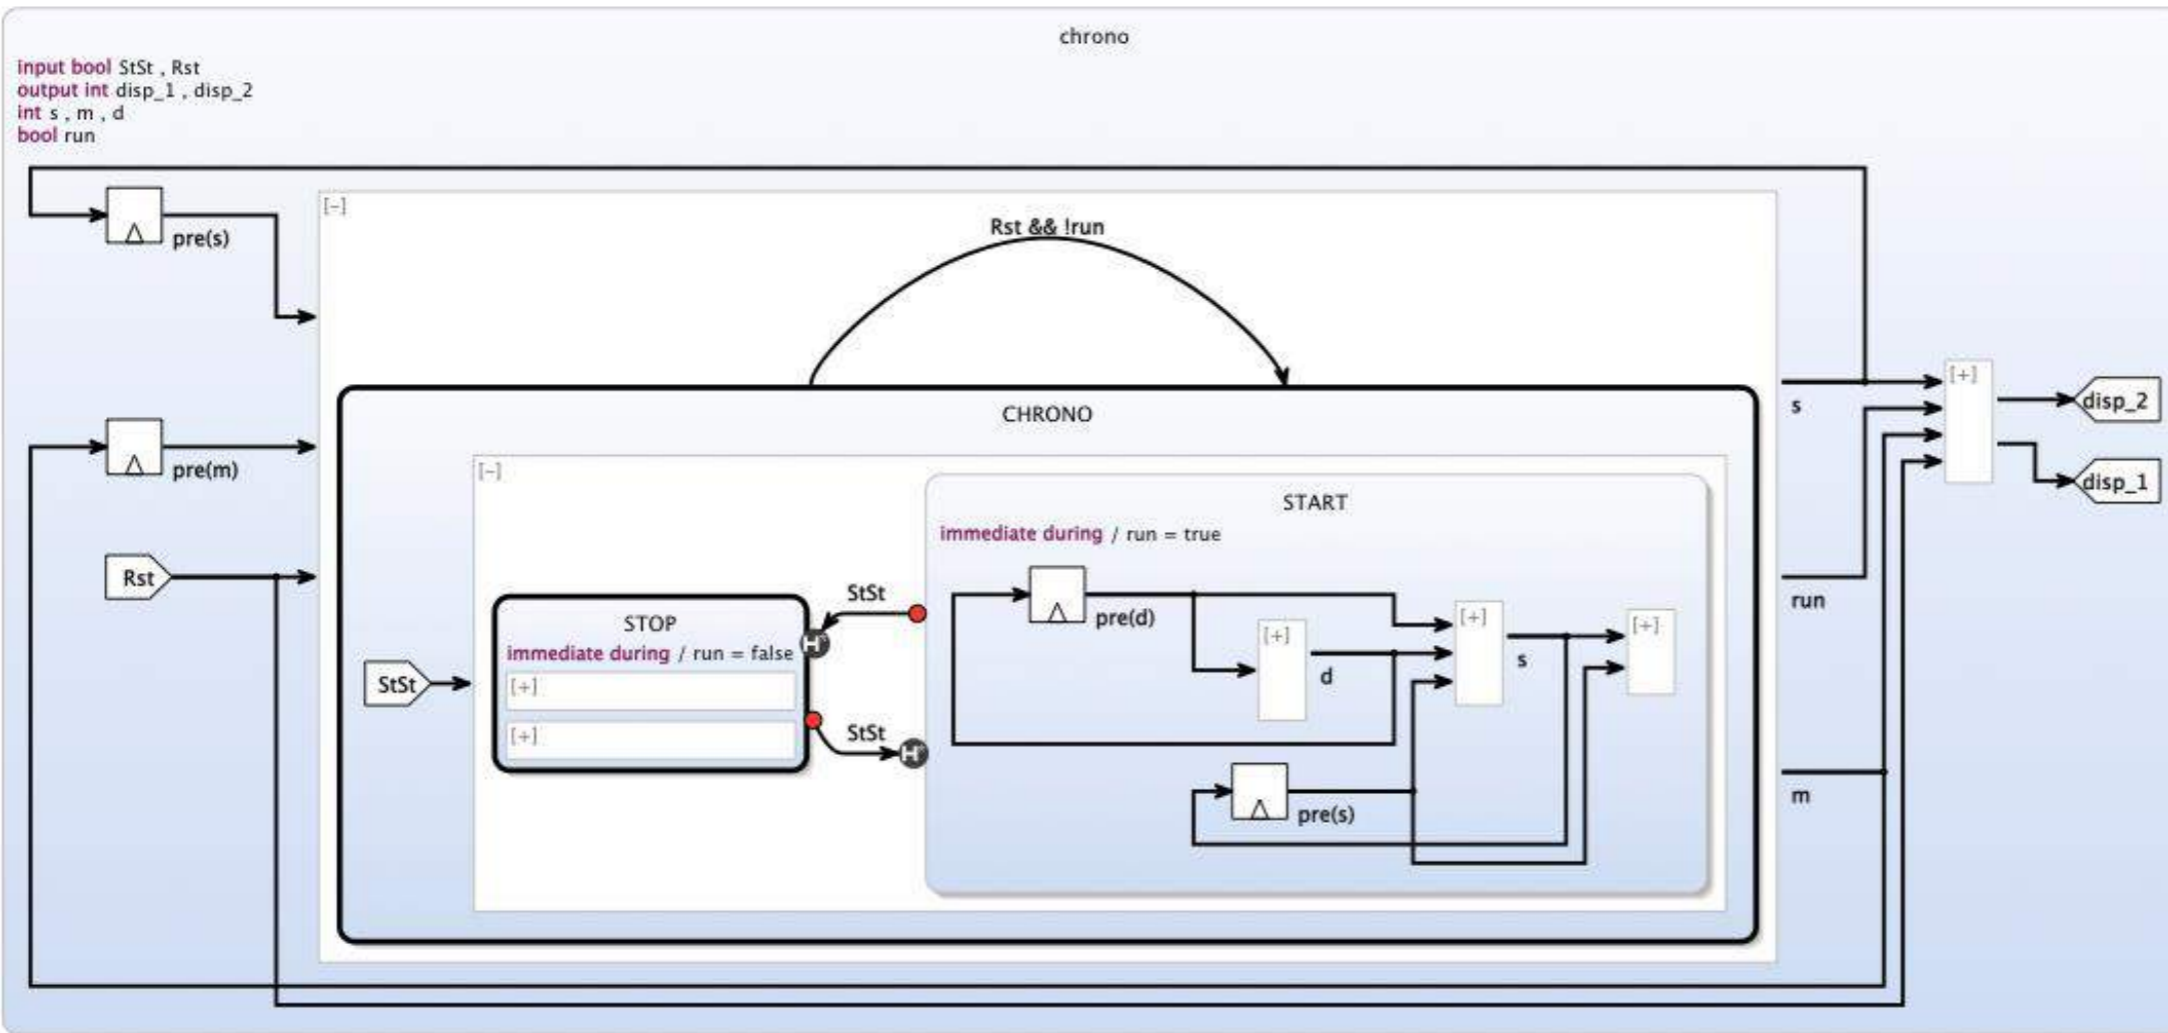 chrono
input bool StSt , Rst
output int disp_1 , disp_2
int s , m , d
bool run
pre(s)
[-]
Rst && !run
CHRONO
s
[+]
disp_2
pre(m)
[-]
START
disp_1
immediate during / run = true
Rst
StSt
pre(d)
[+]
[+]
[+]
run
STOP
immediate during / run = false
H*
s
d
StSt
[+]
[+]
StSt
H*
pre(s)
m